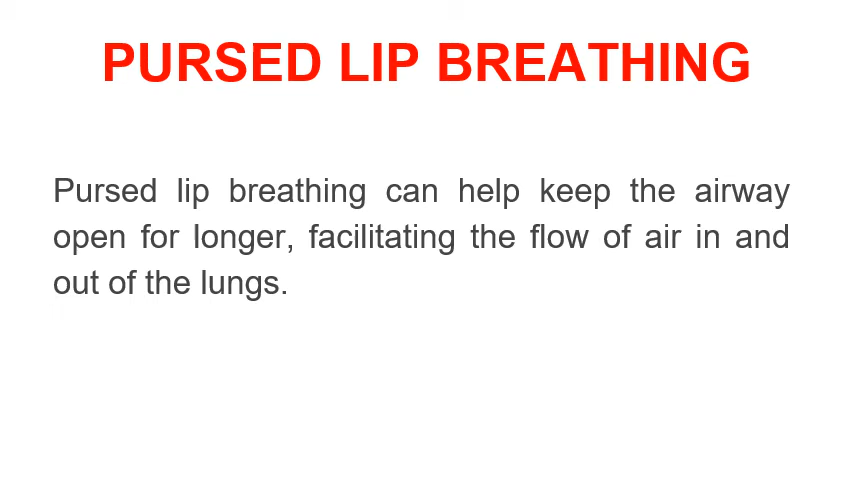 PURSED LIP BREATHING
Pursed lip breathing can help keep the airway
open for longer, facilitating the flow of air in and
out of the lungs.